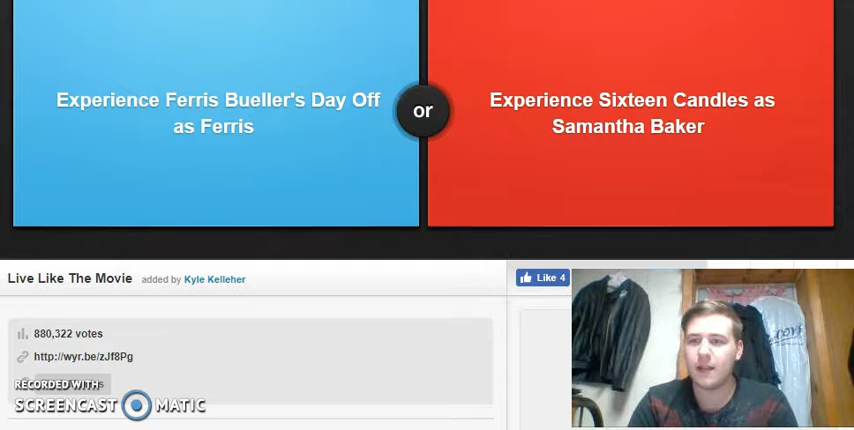 Experience Ferris Bueller's Day Off
as Ferris
or
Experience Sixteen Candles as
Samantha Baker
Live Like The Movie added by Kyle Kelleher
Like 4
880,322 votes
http://wyr.be/zJf8Pg
RECORDED WITH
SCREENCAST MATIC